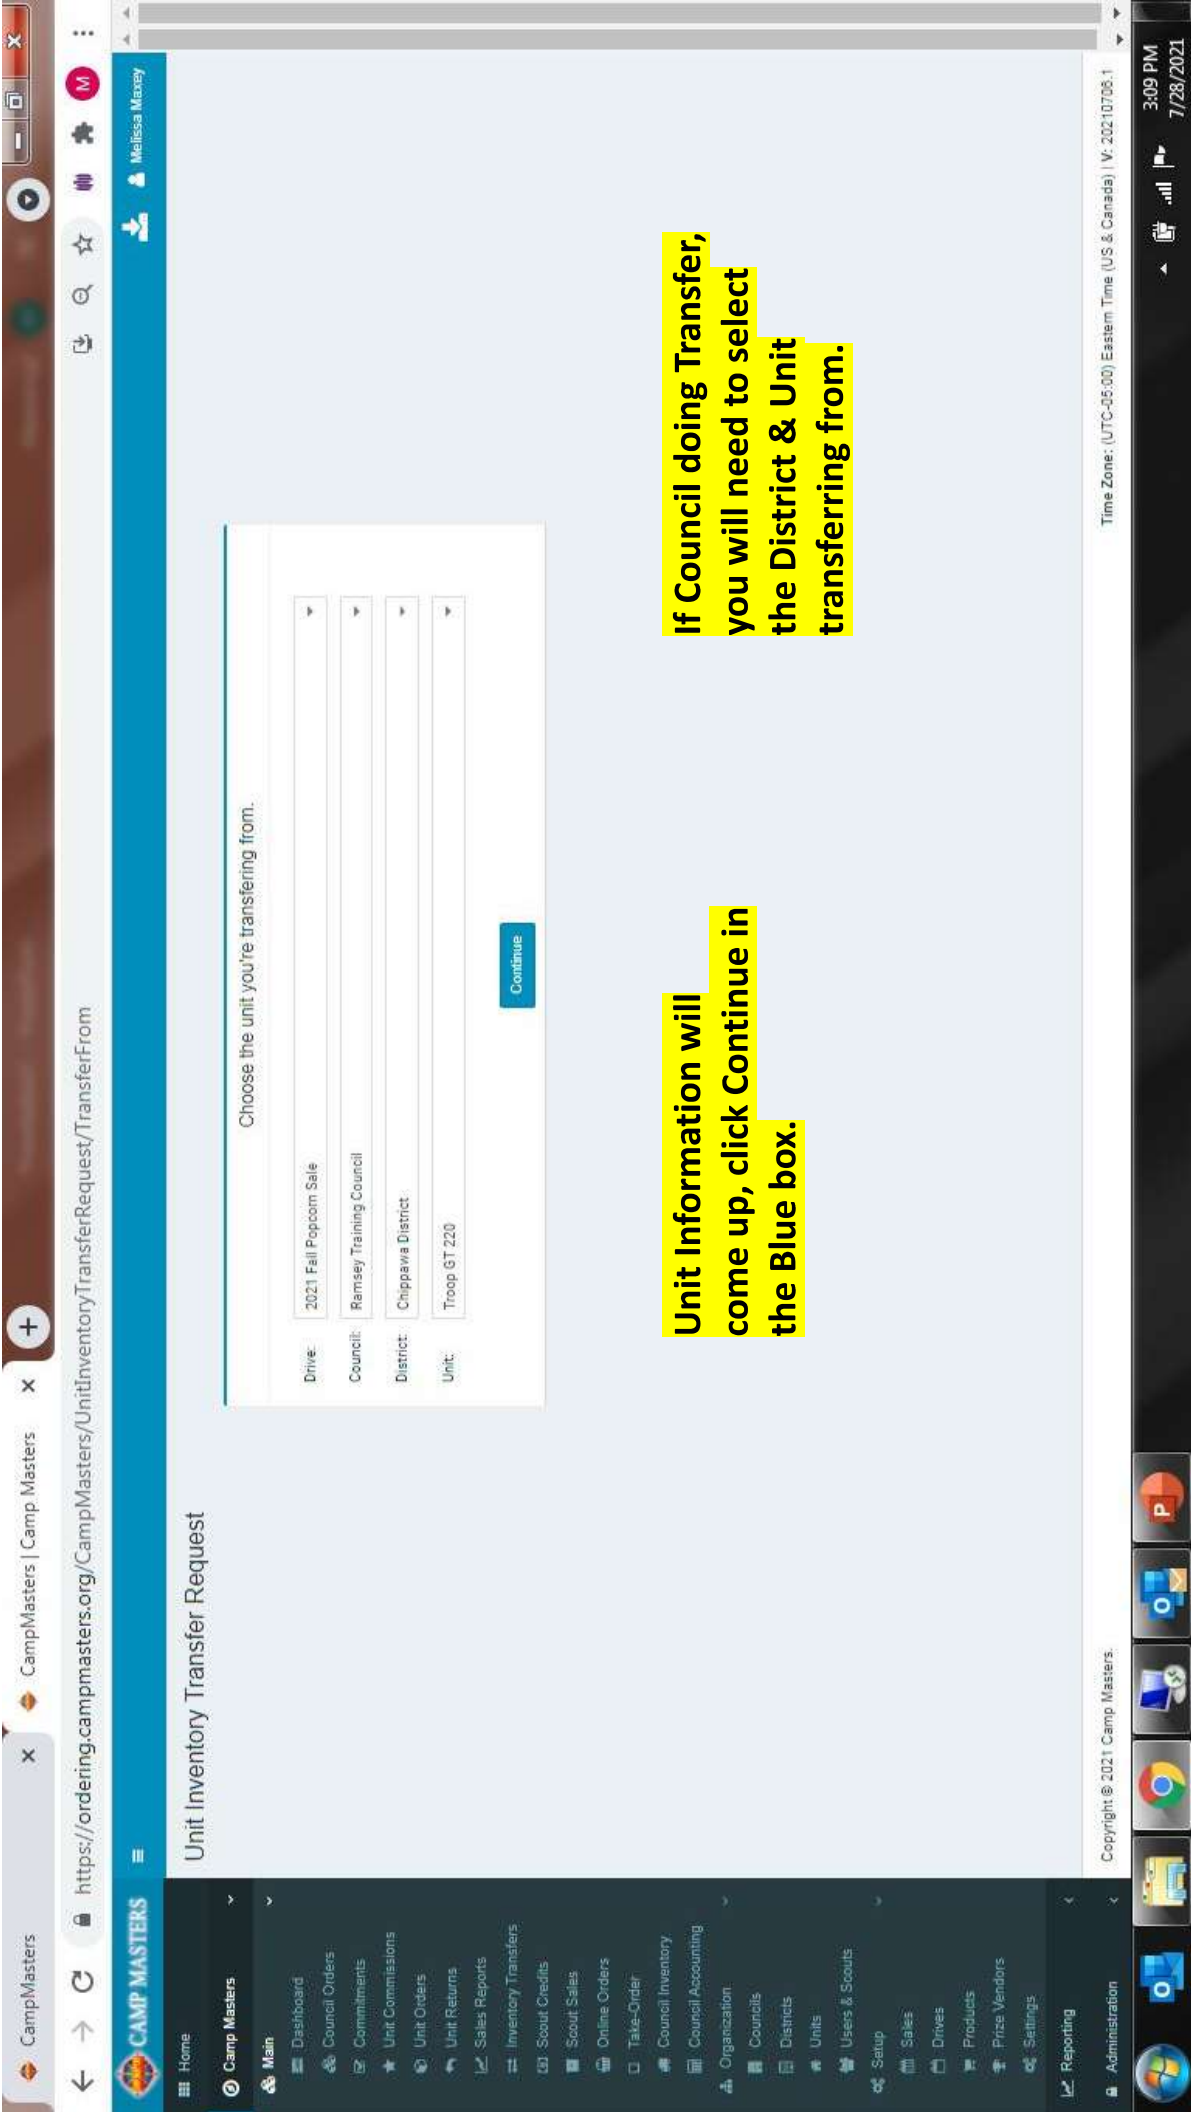 CampMasters
CampMasters | Camp Masters
https://ordering.campmasters.org/CampMasters/UnitInventoryTransferRequest/TransferFrom
M
CAMP MASTERS
Melissa Maxey
Home
Camp Masters
Main
Dashboard
Council Orders
Commitments
Unit Commissions
Unit Orders
Unit Returns
Sales Reports
Inventory Transfers
Scout Credits
Scout Sales
Online Orders
Take-Order
Council Inventory
Council Accounting
Organization
Councils
Districts
Units
Users & Scouts
Setup
Sales
Drives
Products
Prize Vendors
Settings
Reporting
Administration
Unit Inventory Transfer Request
Choose the unit you're transfering from.
Drive: 2021 Fall Popcorn Sale
Council: Ramsey Training Council
District: Chippawa District
Unit: Troop GT 220
Continue
Unit Information will
come up, click Continue in
the Blue box.
If Council doing Transfer,
you will need to select
the District & Unit
transferring from.
Copyright © 2021 Camp Masters.
Time Zone: (UTC-05:00) Eastern Time (US & Canada) | V: 20210706.1
3:09 PM
7/28/2021